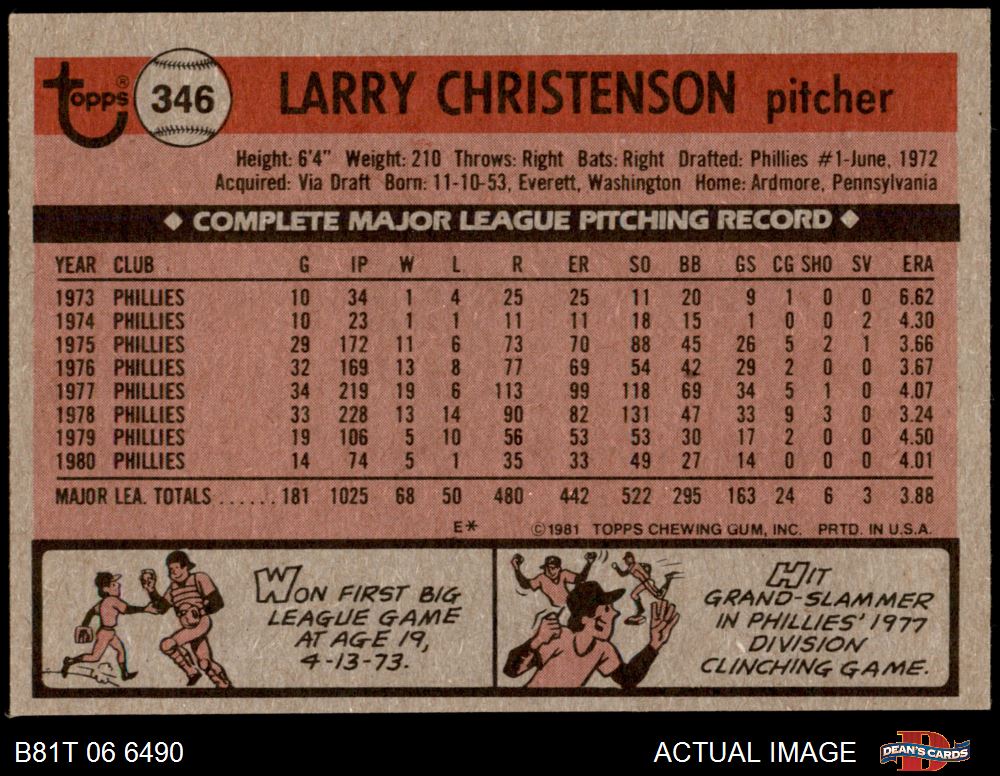 Topps® 346 LARRY CHRISTENSON pitcher
Height: 6'4" Weight: 210 Throws: Right Bats: Right Drafted: Phillies #1-June, 1972
Acquired: Via Draft Born: 11-10-53, Everett, Washington Home: Ardmore, Pennsylvania
◆ COMPLETE MAJOR LEAGUE PITCHING RECORD ◆
YEAR CLUB G IP W L R ER SO BB GS CG SHO SV ERA
1973 PHILLIES 10 34 1 4 25 25 11 20 9 1 0 0 6.62
1974 PHILLIES 10 23 1 1 11 11 18 15 1 0 0 2 4.30
1975 PHILLIES 29 172 11 6 73 70 88 45 26 5 2 1 3.66
1976 PHILLIES 32 169 13 8 77 69 54 42 29 2 0 0 3.67
1977 PHILLIES 34 219 19 6 113 99 118 69 34 5 1 0 4.07
1978 PHILLIES 33 228 13 14 90 82 131 47 33 9 3 0 3.24
1979 PHILLIES 19 106 5 10 56 53 53 30 17 2 0 0 4.50
1980 PHILLIES 14 74 5 1 35 33 49 27 14 0 0 0 4.01
MAJOR LEA. TOTALS ...... 181 1025 68 50 480 442 522 295 163 24 6 3 3.88
E* ©1981 TOPPS CHEWING GUM, INC. PRTD. IN U.S.A.
WON FIRST BIG
LEAGUE GAME
AT AGE 19,
4-13-73.
HIT
GRAND-SLAMMER
IN PHILLIES' 1977
DIVISION
CLINCHING GAME.
B81T 06 6490 ACTUAL IMAGE DEAN'S CARDS